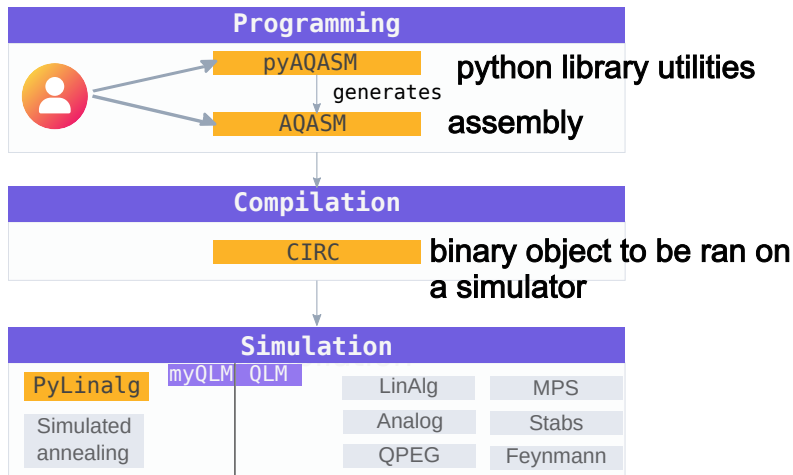 Programming
pyAQASM
python library utilities
generates
AQASM
assembly
Compilation
CIRC
binary object to be ran on
a simulator
Simulation
myQLM
QLM
PyLinalg
Simulated
annealing
LinAlg
MPS
Analog
Stabs
QPEG
Feynmann